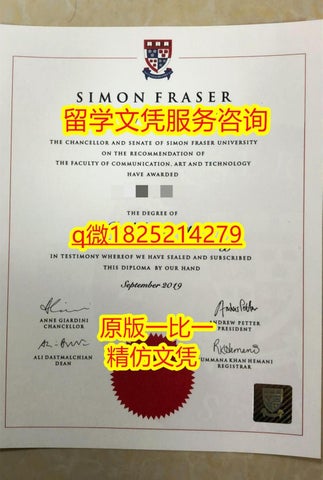 SIMON FRASER
留学文凭服务咨询
THE CHANCELLOR AND SENATE OF SIMON FRASER UNIVERSITY
ON THE RECOMMENDATION OF
THE FACULTY OF COMMUNICATION, ART AND TECHNOLOGY
HAVE AWARDED
THE DEGREE OF
q微1825214279
IN TESTIMONY WHEREOF WE HAVE SEALED AND SUBSCRIBED
THIS DIPLOMA BY OUR HAND
September 2019
ANNE GIARDINI
CHANCELLOR
ANDREW PETTER
PRESIDENT
原版一比一
精仿文凭
ALI DASTMALCHIAN
DEAN
UMMANA KHAN HEMANI
REGISTRAR